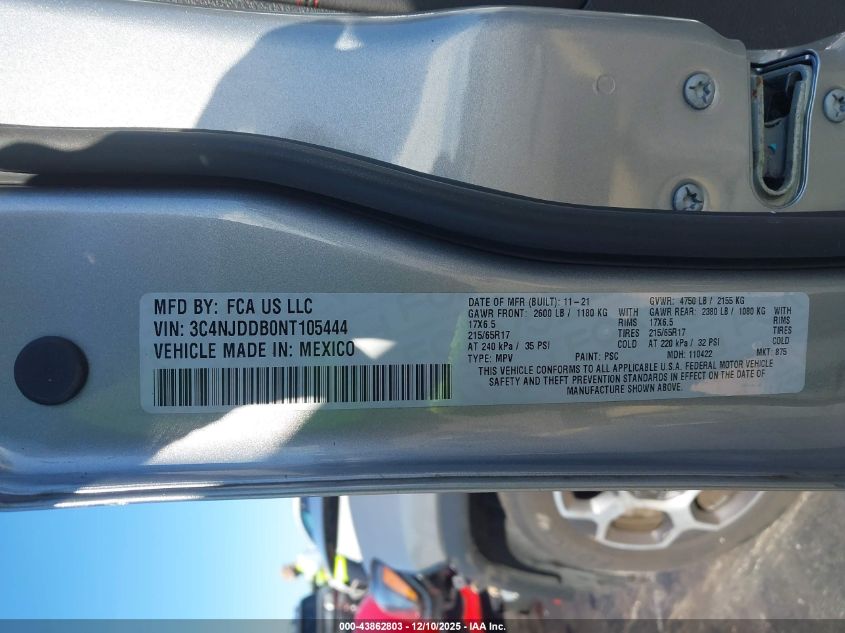 MFD BY: FCA US LLC
VIN: 3C4NJDDB0NT105444
VEHICLE MADE IN: MEXICO
DATE OF MFR (BUILT): 11-21 GVWR: 4750 LB / 2155 KG
GAWR FRONT: 2600 LB / 1180 KG WITH GAWR REAR: 2380 LB / 1080 KG WITH
17X6.5 RIMS 17X6.5 RIMS
215/65R17 TIRES 215/65R17 TIRES
AT 240 kPa / 35 PSI COLD AT 220 kPa / 32 PSI COLD
TYPE: MPV PAINT: PSC MDH: 110422 MKT: 875
THIS VEHICLE CONFORMS TO ALL APPLICABLE U.S.A. FEDERAL MOTOR VEHICLE
SAFETY AND THEFT PREVENTION STANDARDS IN EFFECT ON THE DATE OF
MANUFACTURE SHOWN ABOVE.
000-43862803 - 12/10/2025 - IAA Inc.